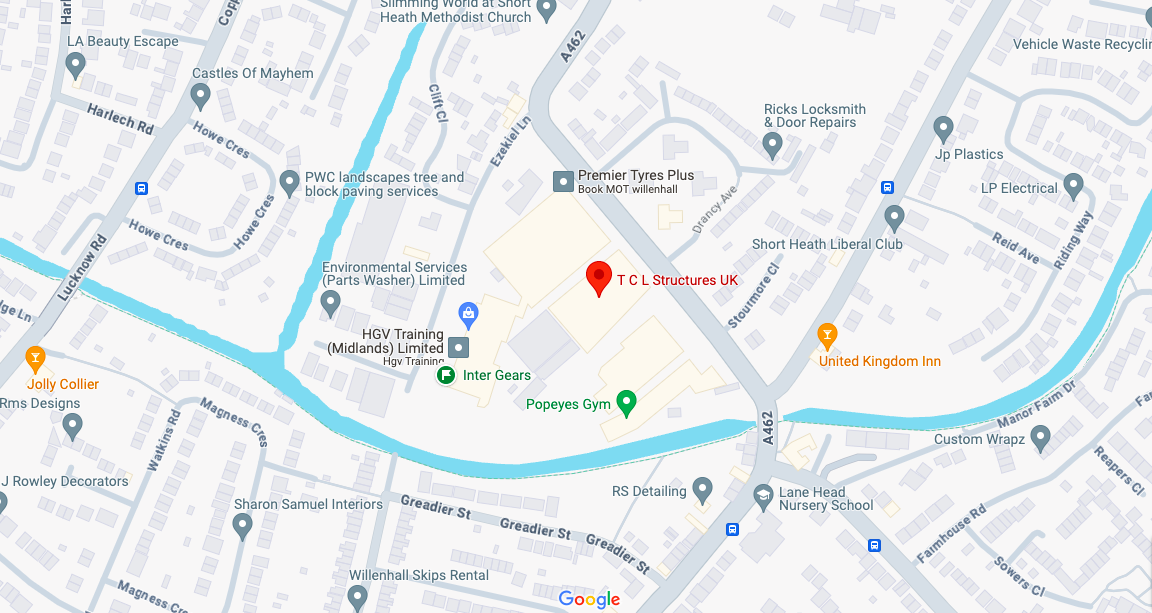 Slimming World at Short
Heath Methodist Church
A462
LA Beauty Escape
Castles Of Mayhem
Vehicle Waste
Harlech Rd
Howe Cres
Clift Cl
Ezekiel Ln
Ricks Locksmith
& Door Repairs
Jp Plastics
PWC landscapes tree and
block paving services
Premier Tyres Plus
Book MOT willenhall
LP Electrical
Drancy Ave
Howe Cres
Howe Cres
Lucknow Rd
Short Heath Liberal Club
Reid Ave
Riding Way
Environmental Services
(Parts Washer) Limited
T C L Structures UK
Stourmore Cl
HGV Training
(Midlands) Limited
Hgv Training
Inter Gears
United Kingdom Inn
Jolly Collier
Rms Designs
Popeyes Gym
Manor Farm Dr
Magness Cres
Watkins Rd
A462
Custom Wrapz
Reapers Cl
J Rowley Decorators
Sharon Samuel Interiors
Greadier St
Greadier St
Greadier St
RS Detailing
Lane Head
Nursery School
Farmhouse Rd
Sowers Cl
Willenhall Skips Rental
Magness Cres
Google